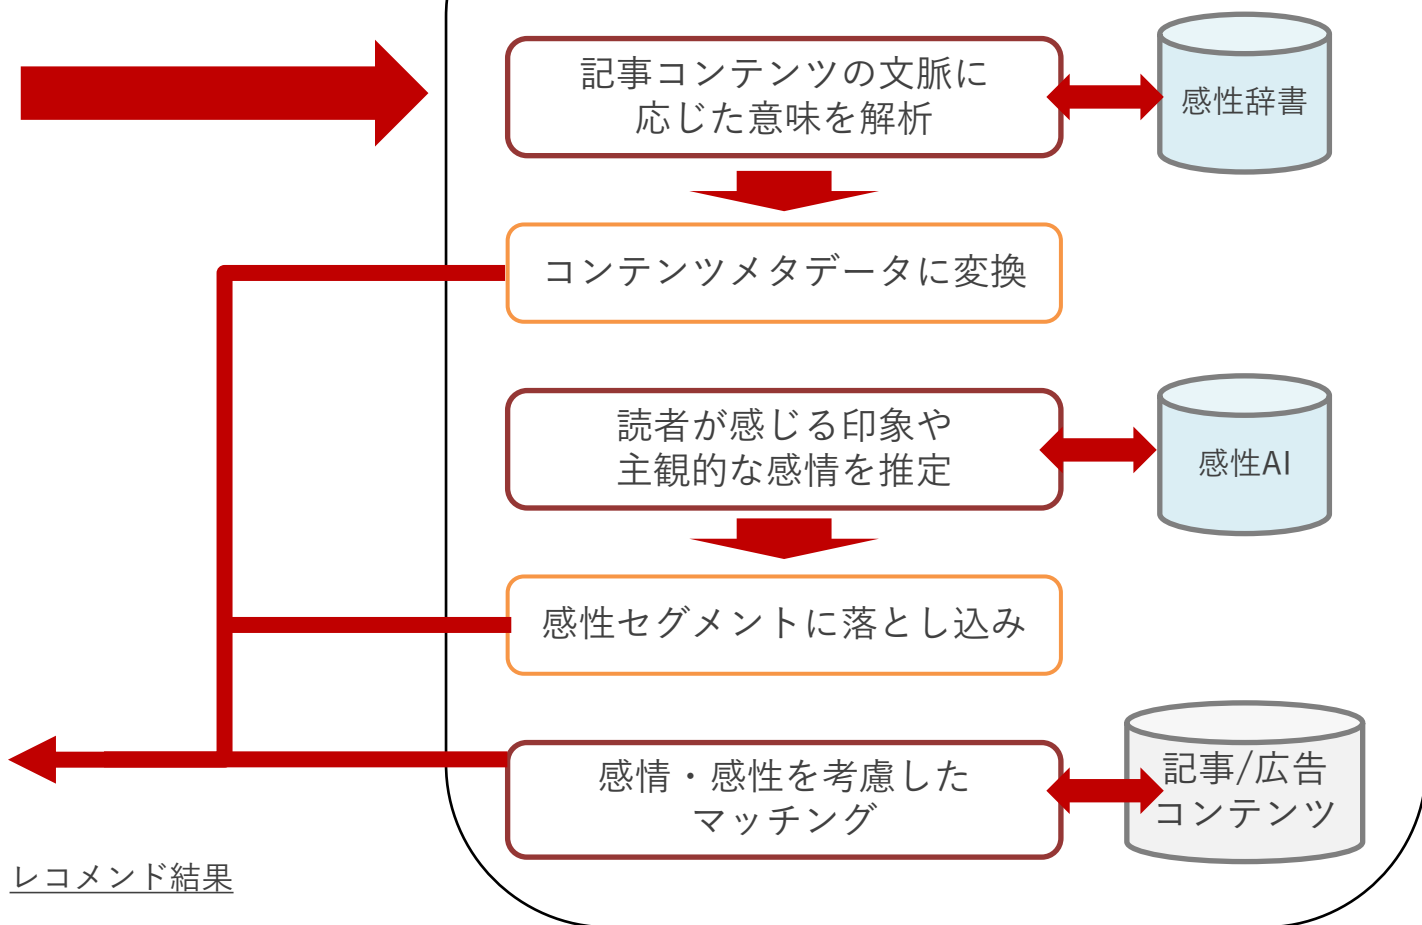 記事コンテンツの文脈に
応じた意味を解析
感性辞書
コンテンツメタデータに変換
読者が感じる印象や
主観的な感情を推定
感性AI
感性セグメントに落とし込み
感情・感性を考慮した
マッチング
記事/広告
コンテンツ
レコメンド結果